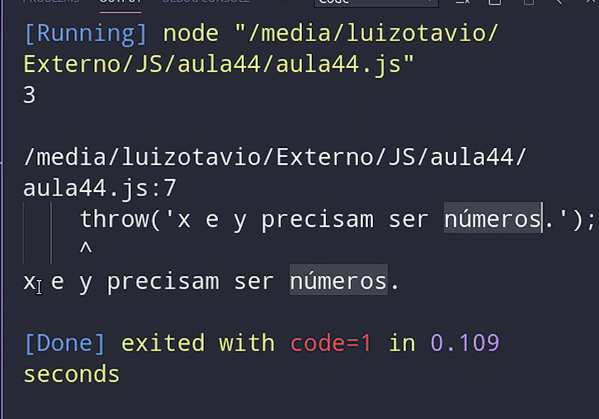 Code
[Running] node "/media/luizotavio/
Externo/JS/aula44/aula44.js"
3
/media/luizotavio/Externo/JS/aula44/
aula44.js:7
throw('x e y precisam ser números.');
^
x e y precisam ser números.
[Done] exited with code=1 in 0.109
seconds